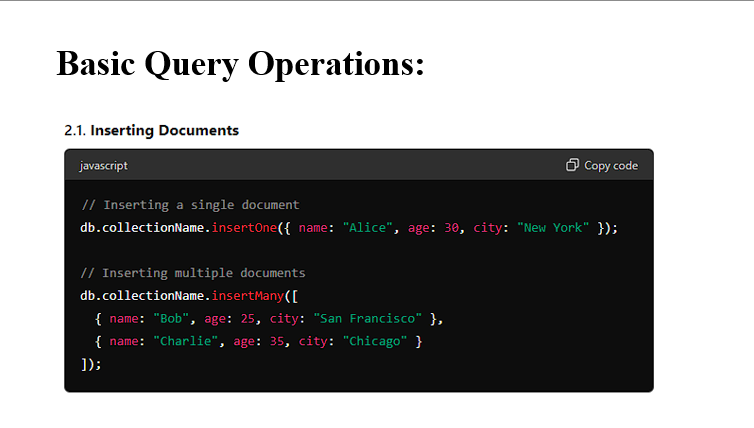 Basic Query Operations:
2.1. Inserting Documents
javascript
Copy code
// Inserting a single document
db.collectionName.insertOne({ name: "Alice", age: 30, city: "New York" });
// Inserting multiple documents
db.collectionName.insertMany([
  { name: "Bob", age: 25, city: "San Francisco" },
  { name: "Charlie", age: 35, city: "Chicago" }
]);